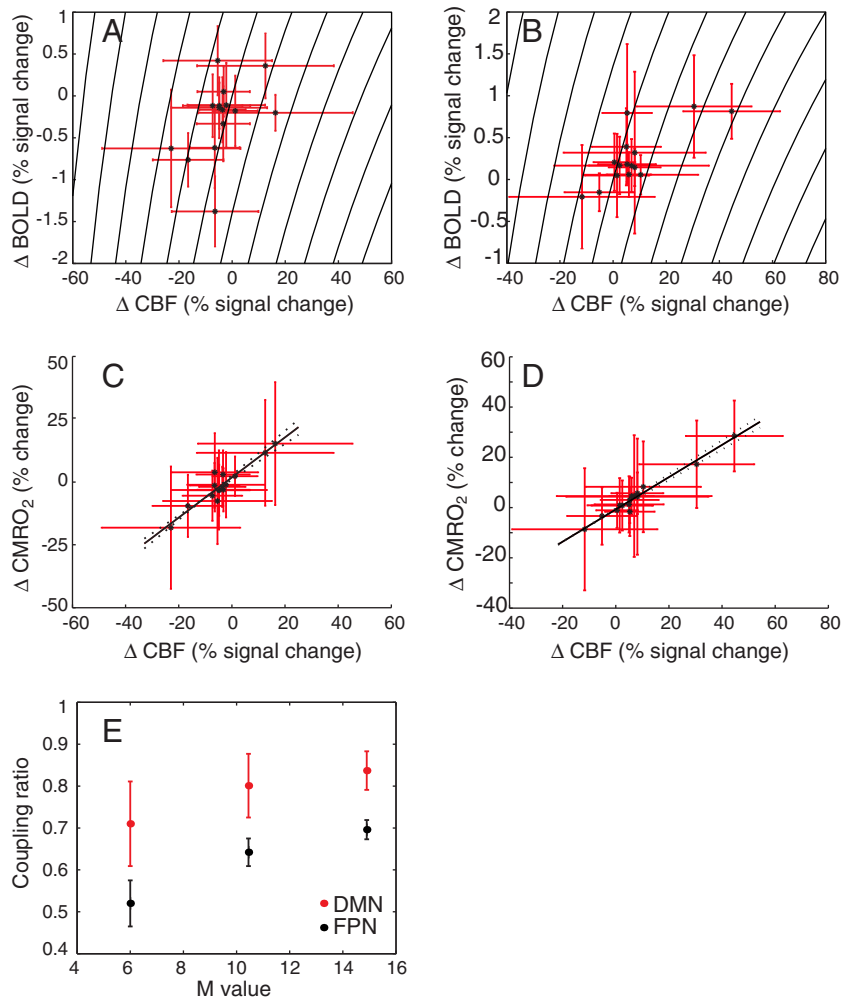 A
Δ BOLD (% signal change)
1
0.5
0
-0.5
-1
-1.5
-2
-60 -40 -20 0 20 40 60
Δ CBF (% signal change)
B
Δ BOLD (% signal change)
2
1.5
1
0.5
0
-0.5
-1
-40 -20 0 20 40 60 80
Δ CBF (% signal change)
C
Δ CMRO2 (% change)
50
25
0
-25
-50
-60 -40 -20 0 20 40 60
Δ CBF (% signal change)
D
Δ CMRO2 (% change)
60
40
20
0
-20
-40
-40 -20 0 20 40 60 80
Δ CBF (% signal change)
E
Coupling ratio
1
0.9
0.8
0.7
0.6
0.5
0.4
4 6 8 10 12 14 16
M value
DMN
FPN